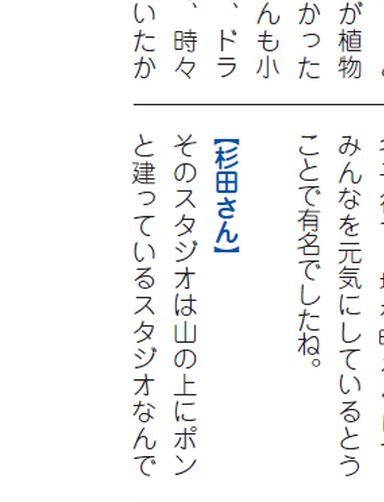 が植物
かった
んも小
、ドラ
、時々
いたか
みんなを元気にしているとう
ことで有名でしたね。
【杉田さん】
そのスタジオは山の上にポン
と建っているスタジオなんで